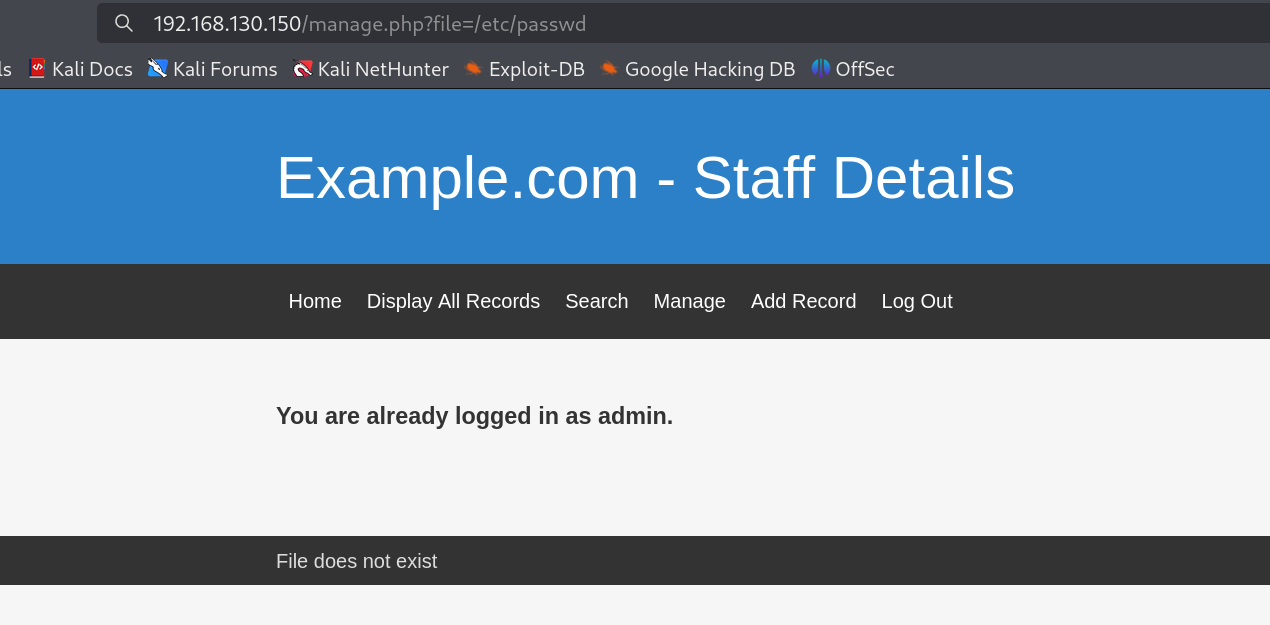 192.168.130.150/manage.php?file=/etc/passwd
ls Kali Docs Kali Forums Kali NetHunter Exploit-DB Google Hacking DB OffSec
Example.com - Staff Details
Home Display All Records Search Manage Add Record Log Out
You are already logged in as admin.
File does not exist